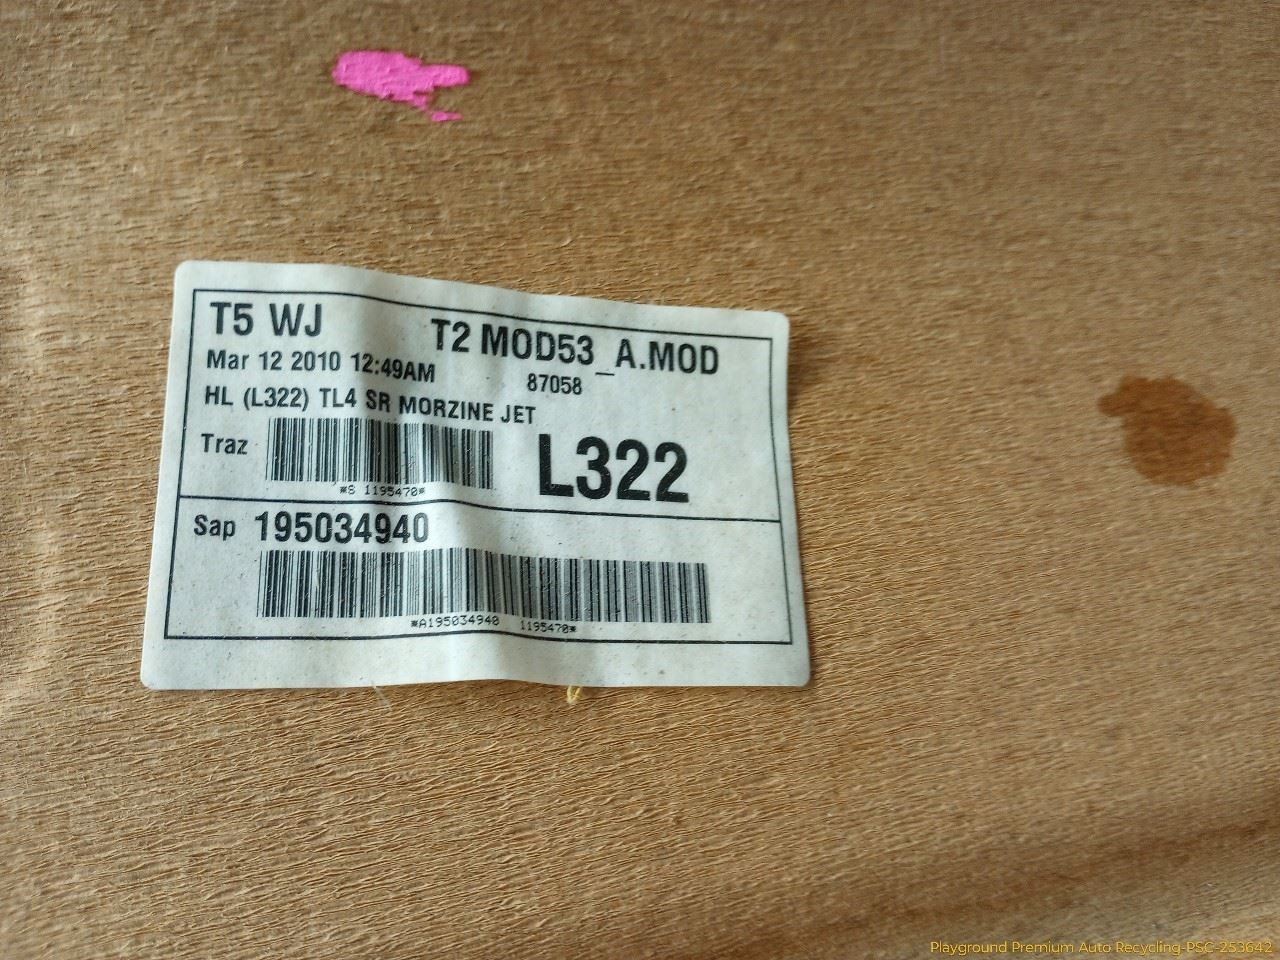 T5 WJ
T2 MOD53_A.MOD
Mar 12 2010 12:49AM
87058
HL (L322) TL4 SR MORZINE JET
Traz
L322
*S 1195470*
Sap 195034940
*A195034940 1195470*
Playground Premium Auto Recycling-PSC-253642